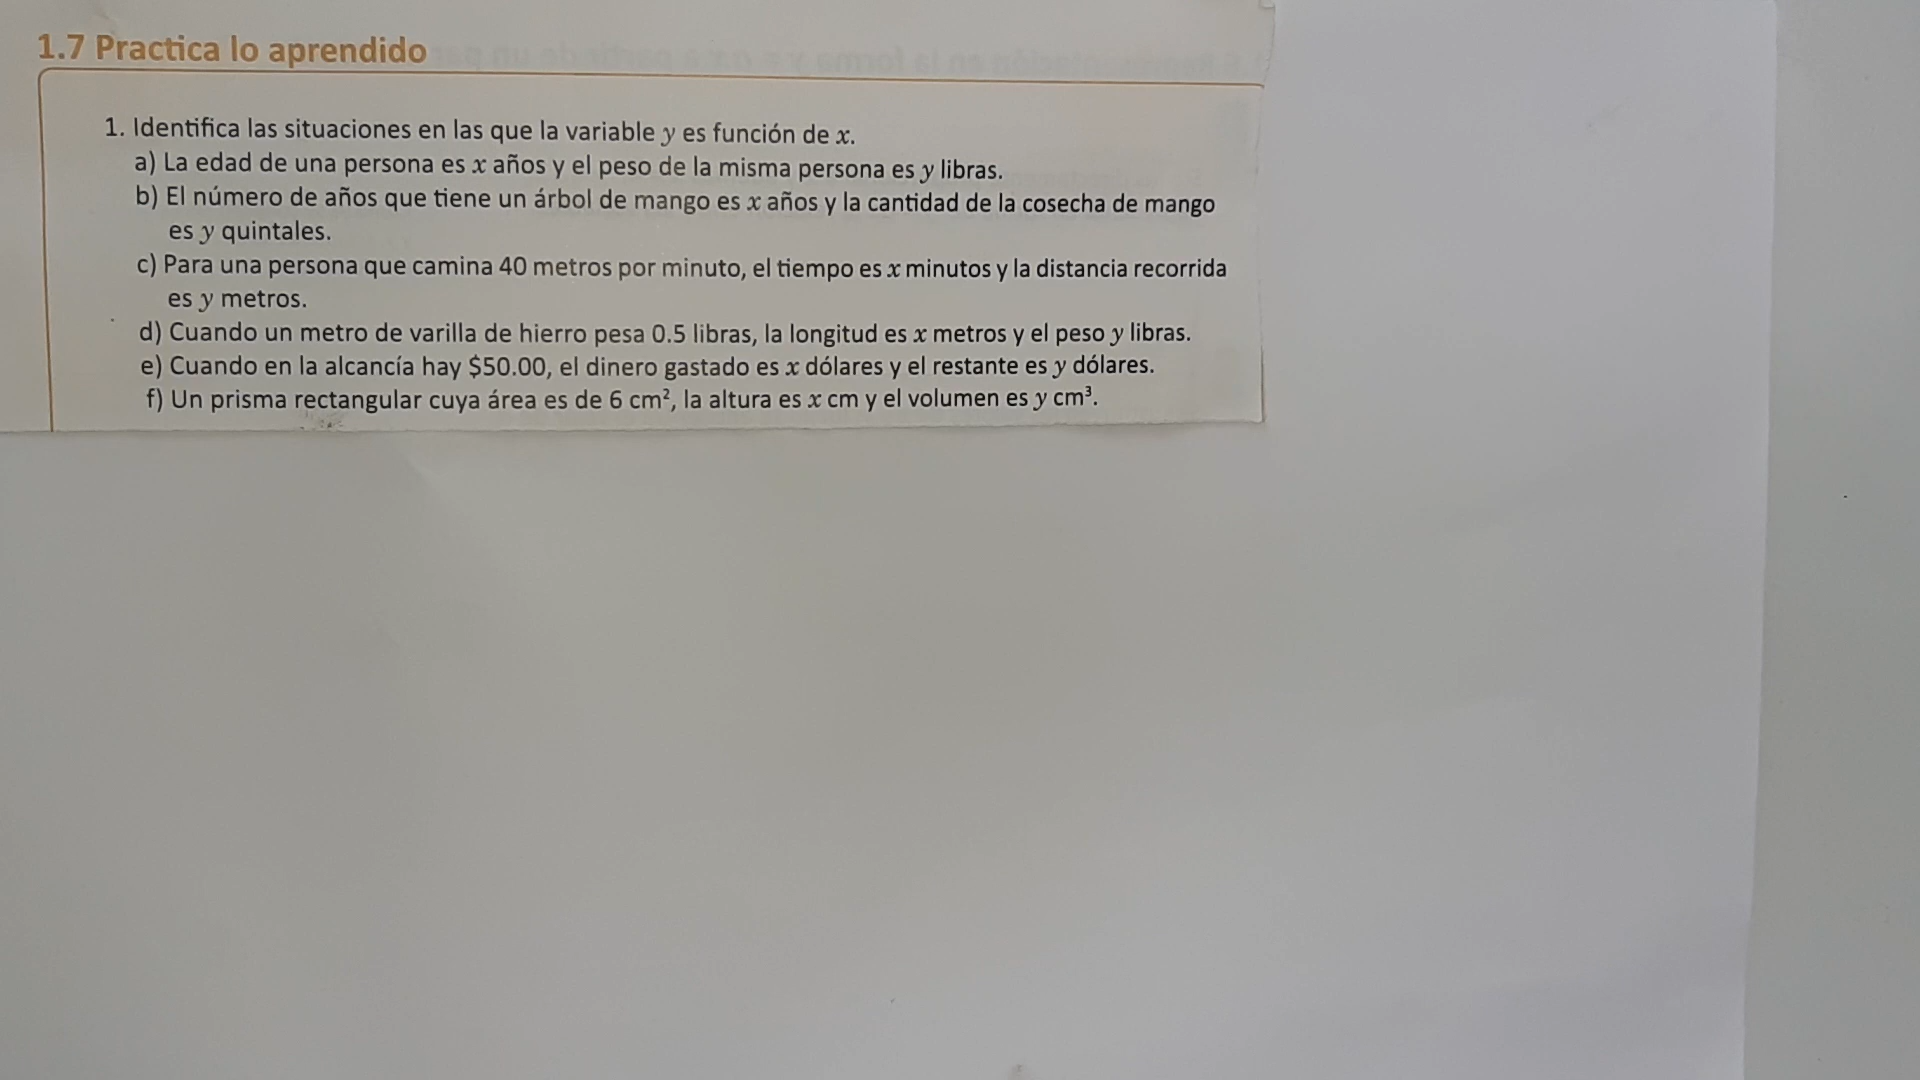 1.7 Practica lo aprendido
1. Identifica las situaciones en las que la variable y es función de x.
a) La edad de una persona es x años y el peso de la misma persona es y libras.
b) El número de años que tiene un árbol de mango es x años y la cantidad de la cosecha de mango
es y quintales.
c) Para una persona que camina 40 metros por minuto, el tiempo es x minutos y la distancia recorrida
es y metros.
d) Cuando un metro de varilla de hierro pesa 0.5 libras, la longitud es x metros y el peso y libras.
e) Cuando en la alcancía hay $50.00, el dinero gastado es x dólares y el restante es y dólares.
f) Un prisma rectangular cuya área es de 6 cm², la altura es x cm y el volumen es y cm³.